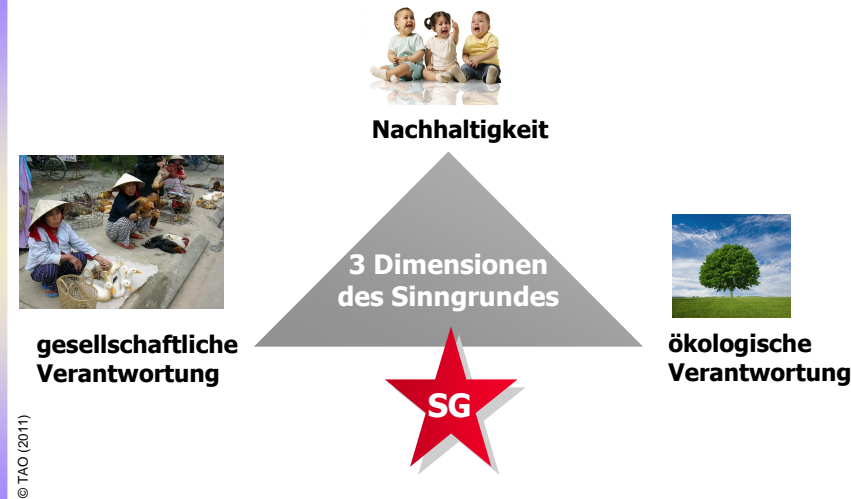 Nachhaltigkeit
3 Dimensionen
des Sinngrundes
gesellschaftliche
Verantwortung
ökologische
Verantwortung
SG
© TAO (2011)